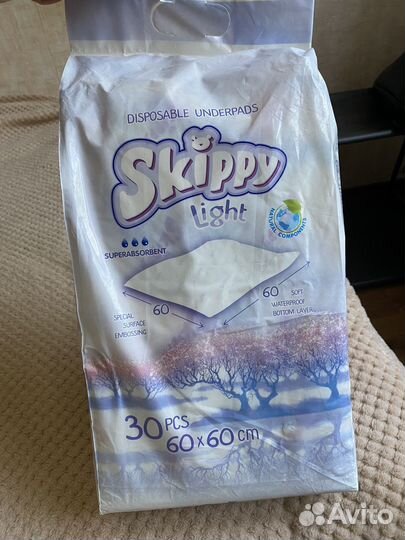 DISPOSABLE UNDERPADS
Skippy
Light
NATURAL COMPONENTS
SUPERABSORBENT
60
60
SOFT
WATERPROOF
BOTTOM LAYER
SPECIAL
SURFACE
EMBOSSING
30 PCS
60 x 60 cm
Avito